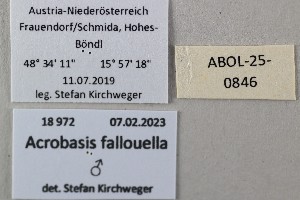 Austria-Niederösterreich
Frauendorf/Schmida, Hohes-
Böndl
48° 34' 11" 15° 57' 18"
11.07.2019
leg. Stefan Kirchweger
ABOL-25-
0846
18 972 07.02.2023
Acrobasis fallouella
♂
det. Stefan Kirchweger